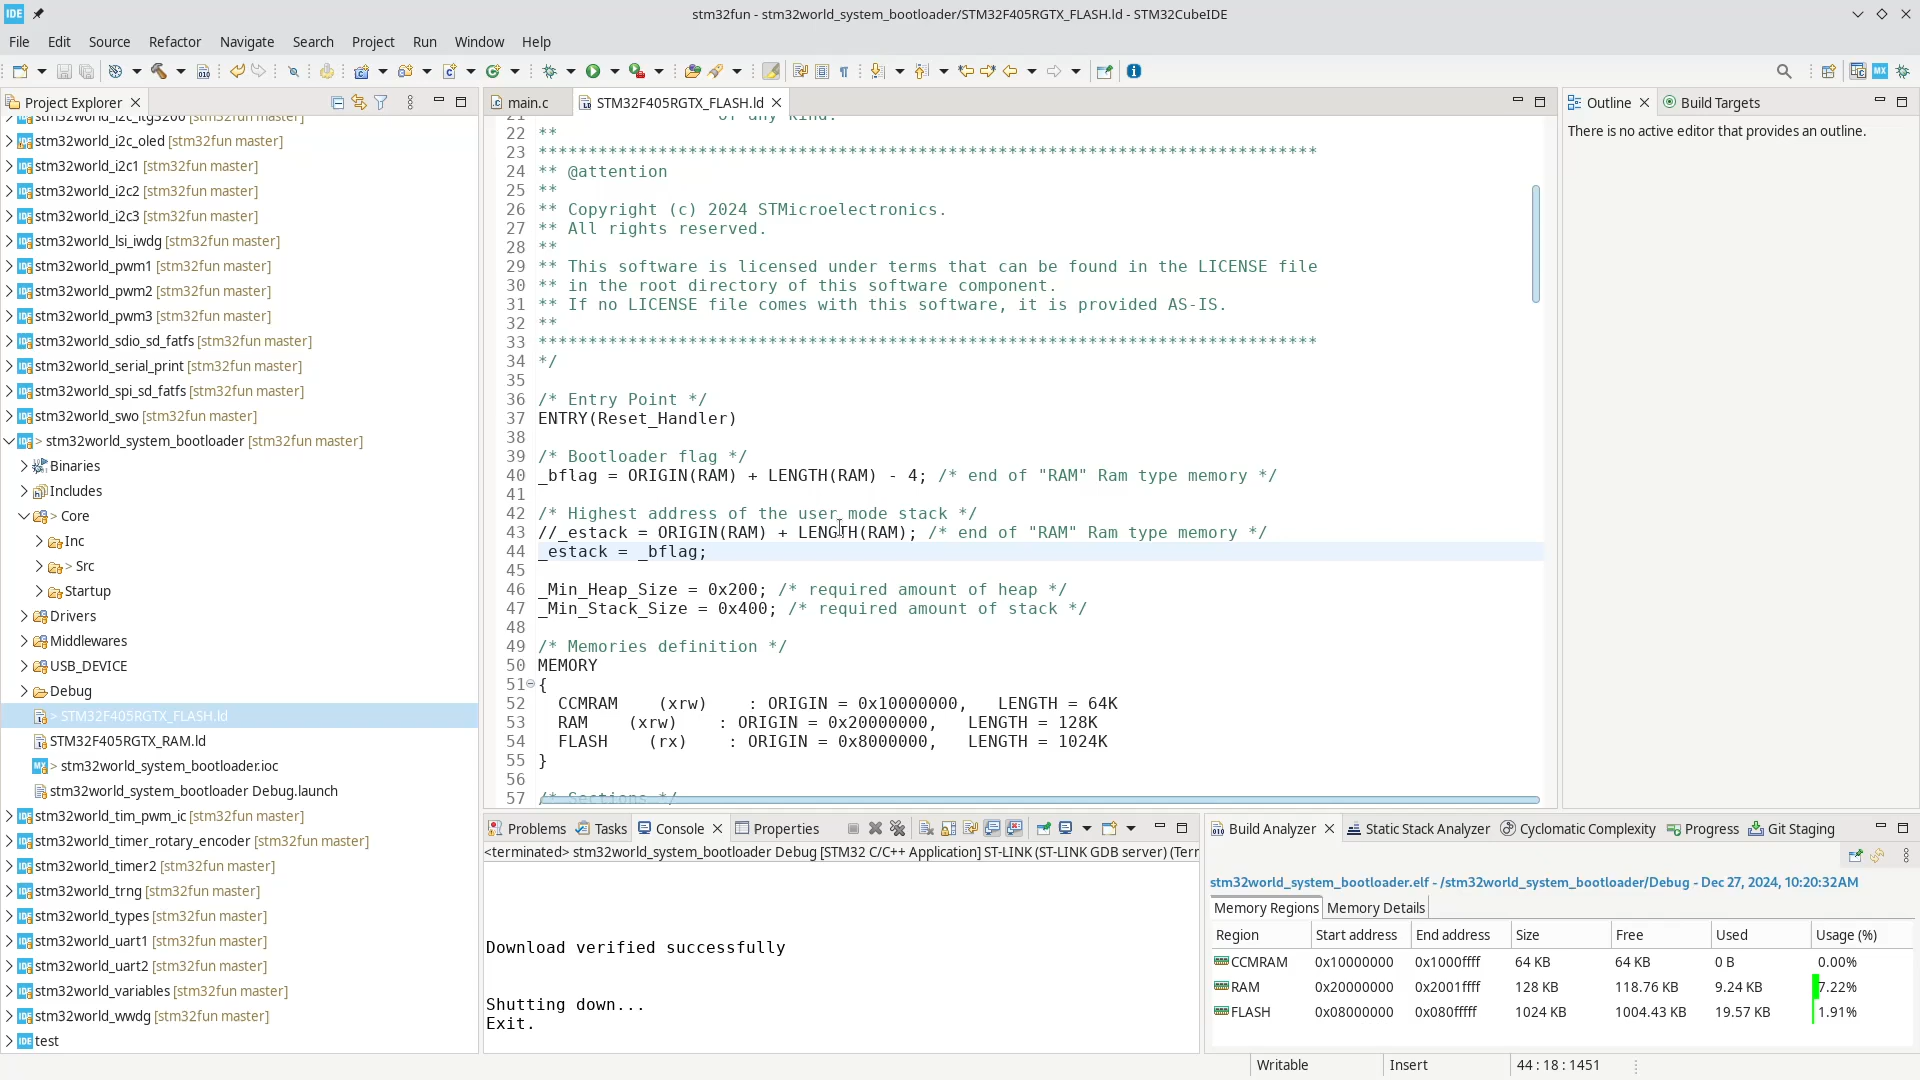 IDE
stm32fun - stm32world_system_bootloader/STM32F405RGTX_FLASH.ld - STM32CubeIDE
File Edit Source Refactor Navigate Search Project Run Window Help
Project Explorer
stm32world_i2c_itg3200 [stm32fun master]
stm32world_i2c_oled [stm32fun master]
stm32world_i2c1 [stm32fun master]
stm32world_i2c2 [stm32fun master]
stm32world_i2c3 [stm32fun master]
stm32world_lsi_iwdg [stm32fun master]
stm32world_pwm1 [stm32fun master]
stm32world_pwm2 [stm32fun master]
stm32world_pwm3 [stm32fun master]
stm32world_sdio_sd_fatfs [stm32fun master]
stm32world_serial_print [stm32fun master]
stm32world_spi_sd_fatfs [stm32fun master]
stm32world_swo [stm32fun master]
> stm32world_system_bootloader [stm32fun master]
Binaries
Includes
> Core
Inc
> Src
Startup
Drivers
Middlewares
USB_DEVICE
Debug
> STM32F405RGTX_FLASH.ld
STM32F405RGTX_RAM.ld
> stm32world_system_bootloader.ioc
stm32world_system_bootloader Debug.launch
stm32world_tim_pwm_ic [stm32fun master]
stm32world_timer_rotary_encoder [stm32fun master]
stm32world_timer2 [stm32fun master]
stm32world_trng [stm32fun master]
stm32world_types [stm32fun master]
stm32world_uart1 [stm32fun master]
stm32world_uart2 [stm32fun master]
stm32world_variables [stm32fun master]
stm32world_wwdg [stm32fun master]
test
main.c STM32F405RGTX_FLASH.ld
21 of any kind.
22 **
23 ******************************************************************************
24 ** @attention
25 **
26 ** Copyright (c) 2024 STMicroelectronics.
27 ** All rights reserved.
28 **
29 ** This software is licensed under terms that can be found in the LICENSE file
30 ** in the root directory of this software component.
31 ** If no LICENSE file comes with this software, it is provided AS-IS.
32 **
33 ******************************************************************************
34 */
35
36 /* Entry Point */
37 ENTRY(Reset_Handler)
38
39 /* Bootloader flag */
40 _bflag = ORIGIN(RAM) + LENGTH(RAM) - 4; /* end of "RAM" Ram type memory */
41
42 /* Highest address of the user mode stack */
43 //_estack = ORIGIN(RAM) + LENGTH(RAM); /* end of "RAM" Ram type memory */
44 _estack = _bflag;
45
46 _Min_Heap_Size = 0x200; /* required amount of heap */
47 _Min_Stack_Size = 0x400; /* required amount of stack */
48
49 /* Memories definition */
50 MEMORY
51 {
52 CCMRAM (xrw) : ORIGIN = 0x10000000, LENGTH = 64K
53 RAM (xrw) : ORIGIN = 0x20000000, LENGTH = 128K
54 FLASH (rx) : ORIGIN = 0x8000000, LENGTH = 1024K
55 }
56
57 /* Sections */
Outline Build Targets
There is no active editor that provides an outline.
Problems Tasks Console Properties
<terminated> stm32world_system_bootloader Debug [STM32 C/C++ Application] ST-LINK (ST-LINK GDB server) (Terr
Download verified successfully
Shutting down...
Exit.
Build Analyzer Static Stack Analyzer Cyclomatic Complexity Progress Git Staging
stm32world_system_bootloader.elf - /stm32world_system_bootloader/Debug - Dec 27, 2024, 10:20:32 AM
Memory Regions Memory Details
Region Start address End address Size Free Used Usage (%)
CCMRAM 0x10000000 0x1000ffff 64 KB 64 KB 0 B 0.00%
RAM 0x20000000 0x2001ffff 128 KB 118.76 KB 9.24 KB 7.22%
FLASH 0x08000000 0x080fffff 1024 KB 1004.43 KB 19.57 KB 1.91%
Writable Insert 44 : 18 : 1451